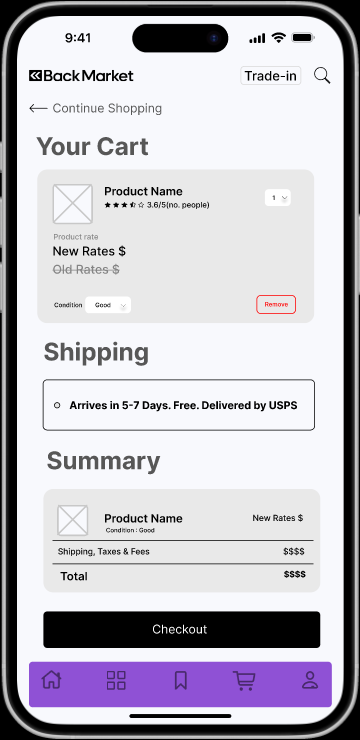 9:41
Back Market
Trade-in
Continue Shopping
Your Cart
Product Name
1
3.6/5(no. people)
Product rate
New Rates $
Old Rates $
Condition Good
Remove
Shipping
Arrives in 5-7 Days. Free. Delivered by USPS
Summary
Product Name
New Rates $
Condition : Good
Shipping, Taxes & Fees $$$$
Total $$$$
Checkout